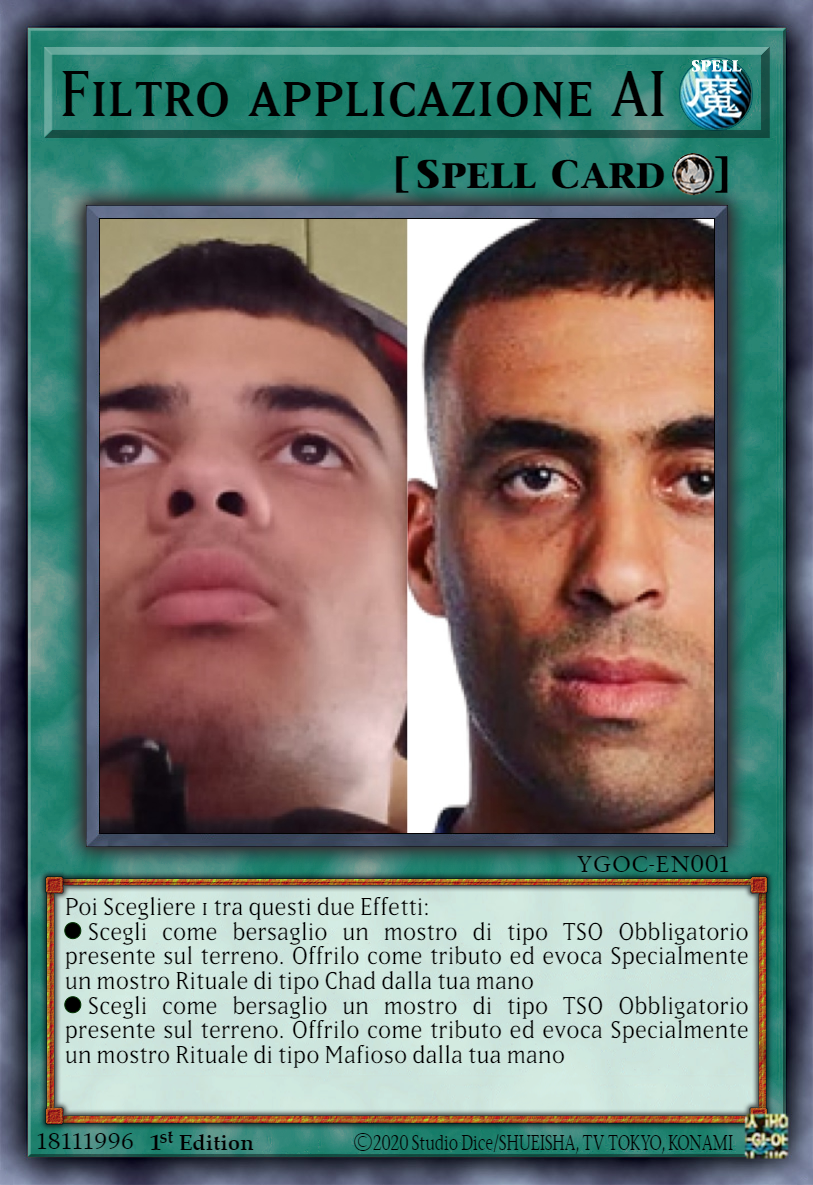 Filtro applicazione AI
SPELL
魔
[Spell Card]
YGOC-EN001
Poi Scegliere 1 tra questi due Effetti:
● Scegli come bersaglio un mostro di tipo TSO Obbligatorio
presente sul terreno. Offrilo come tributo ed evoca Specialmente
un mostro Rituale di tipo Chad dalla tua mano
● Scegli come bersaglio un mostro di tipo TSO Obbligatorio
presente sul terreno. Offrilo come tributo ed evoca Specialmente
un mostro Rituale di tipo Mafioso dalla tua mano
18111996 1st Edition ©2020 Studio Dice/SHUEISHA, TV TOKYO, KONAMI